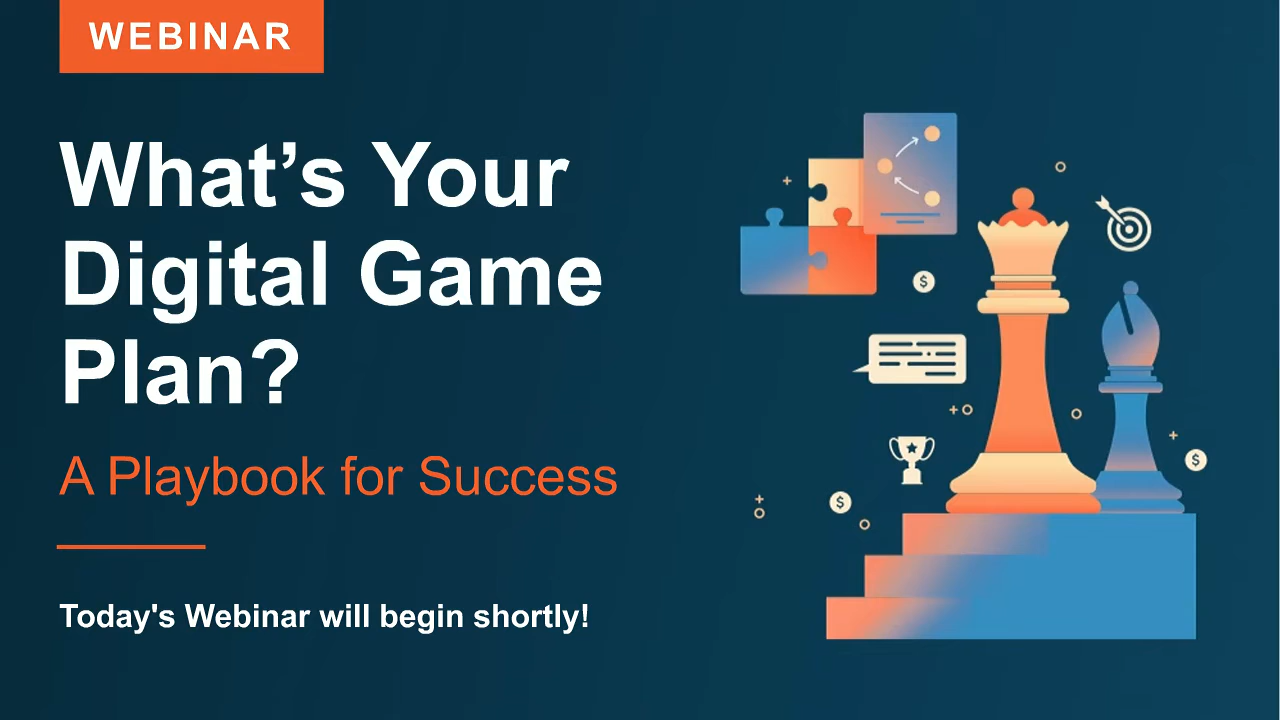 WEBINAR
What’s Your
Digital Game
Plan?
A Playbook for Success
Today's Webinar will begin shortly!
$
$
$